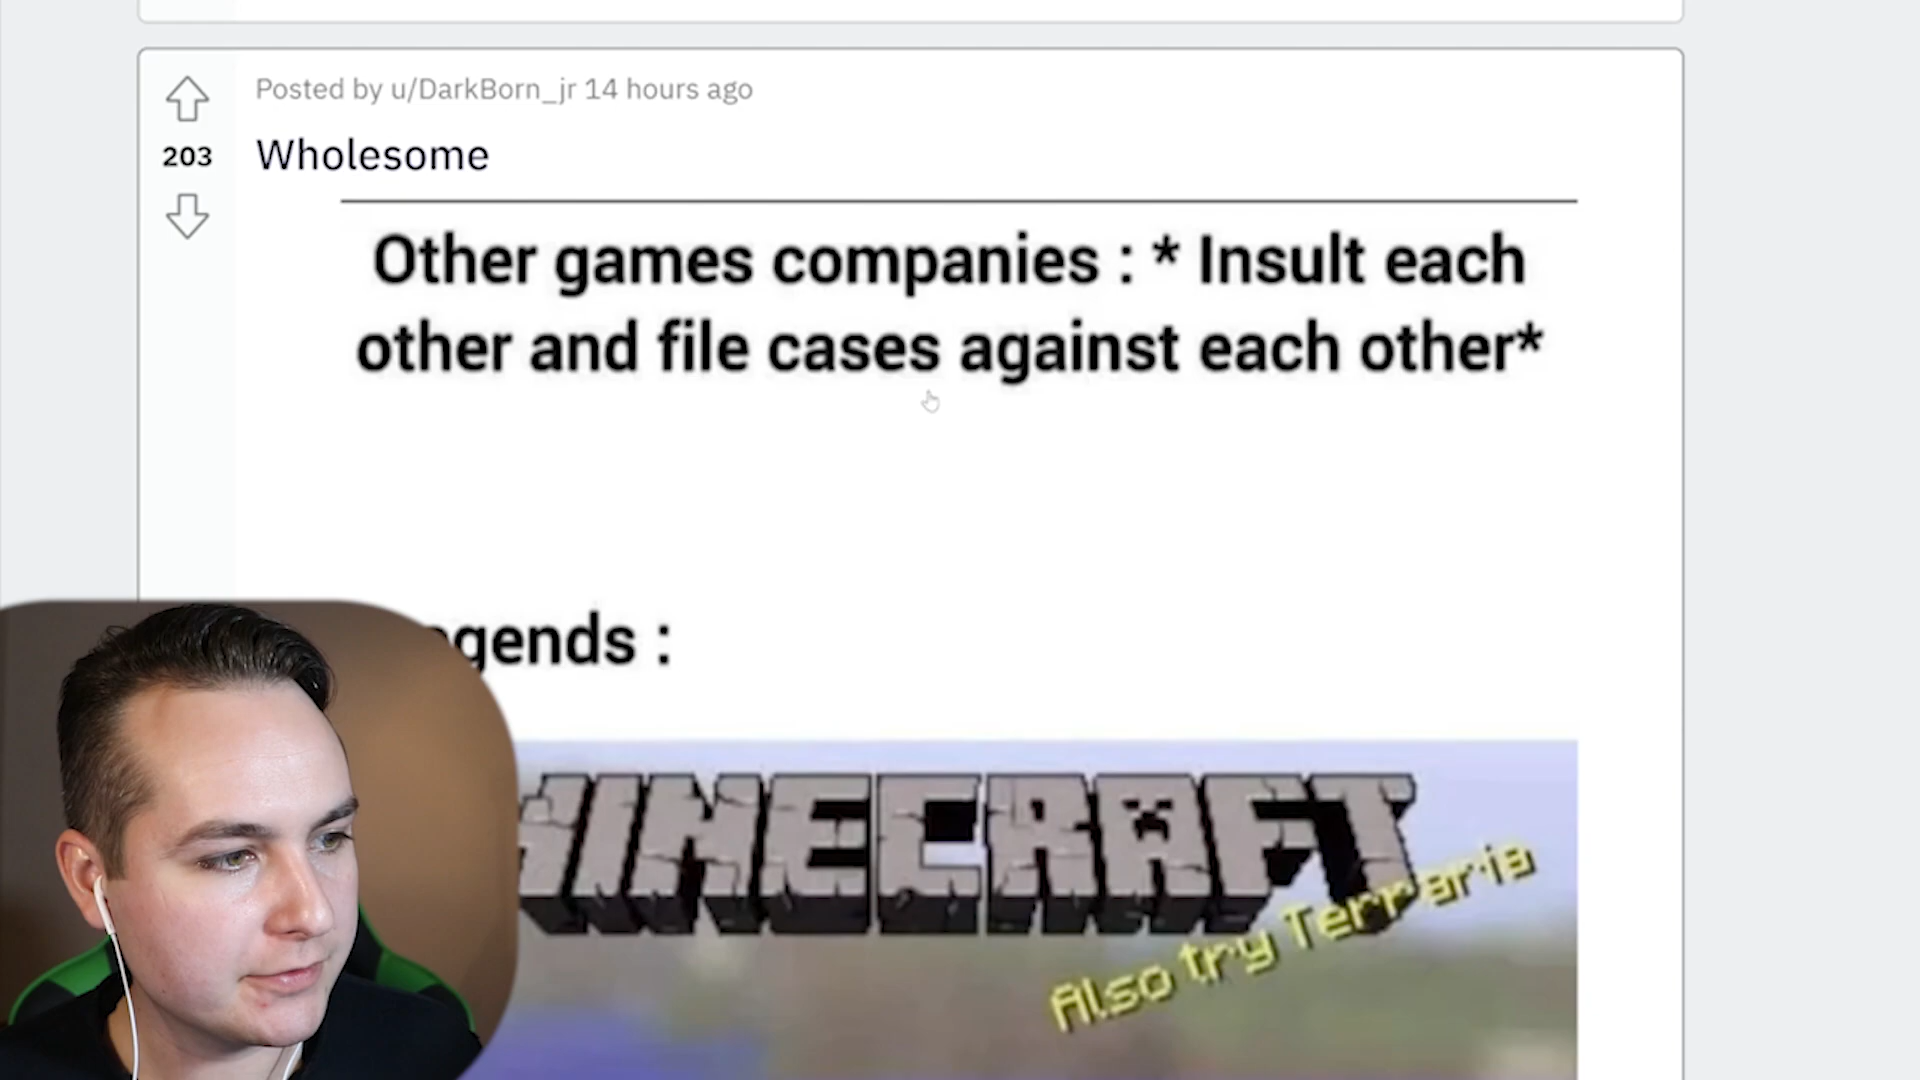 Posted by u/DarkBorn_jr 14 hours ago
203
Wholesome
Other games companies : * Insult each
other and file cases against each other*
gends :
MINECRAFT
Also try Terraria